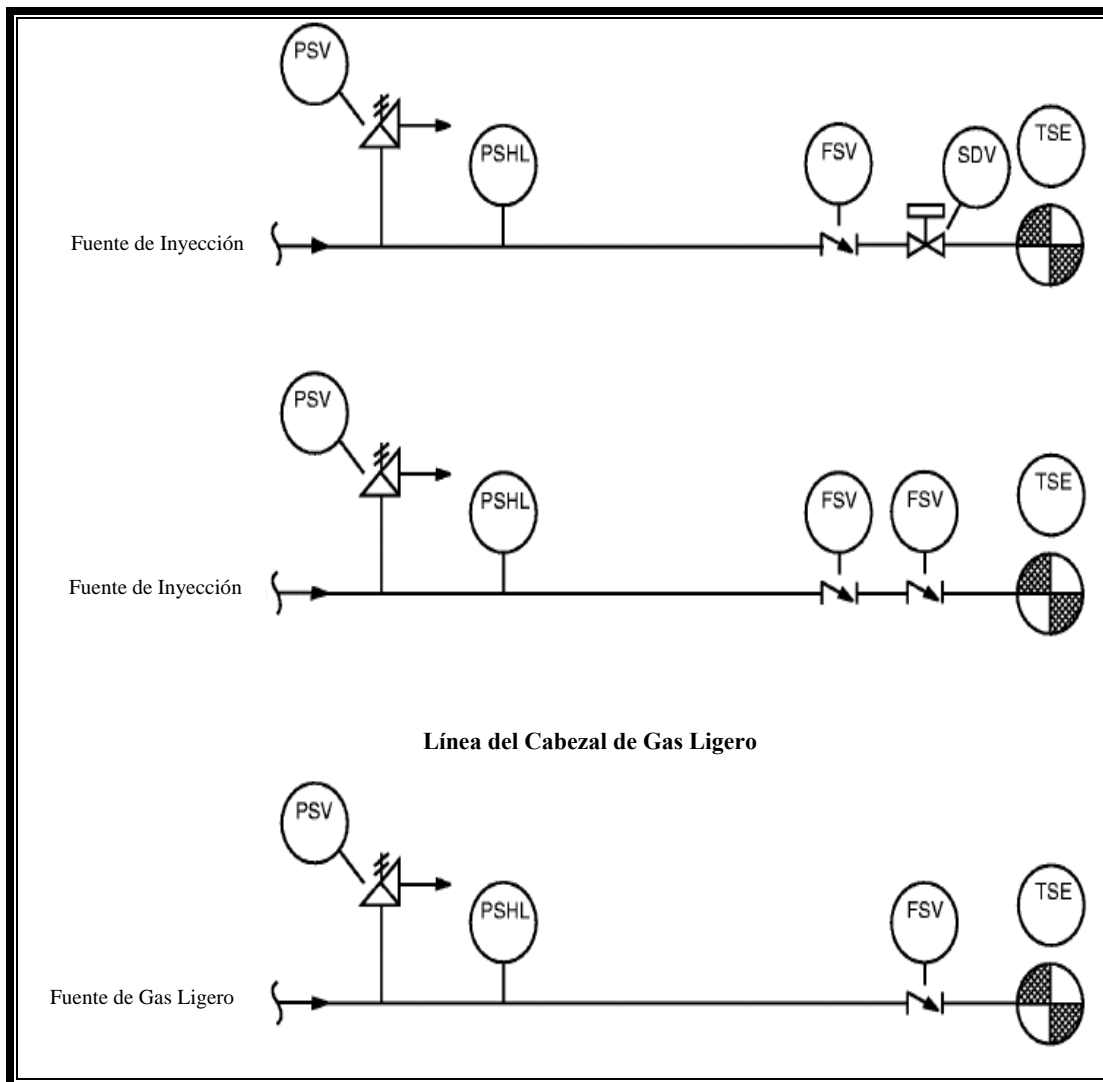 PSV
PSHL
FSV
SDV
TSE
Fuente de Inyección
PSV
PSHL
FSV
FSV
TSE
Fuente de Inyección
Línea del Cabezal de Gas Ligero
PSV
PSHL
FSV
TSE
Fuente de Gas Ligero